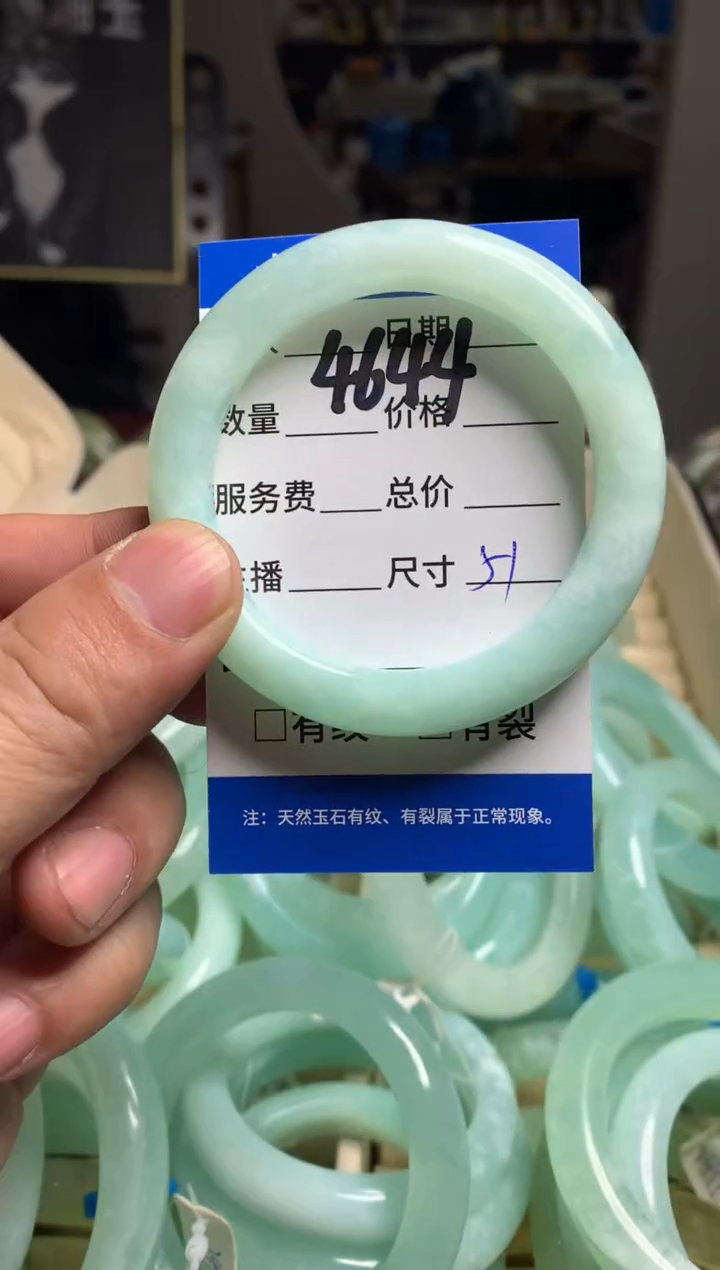 日期
4644
数量 价格
服务费 总价
播 尺寸 51
□有纹 □有裂
注：天然玉石有纹、有裂属于正常现象。